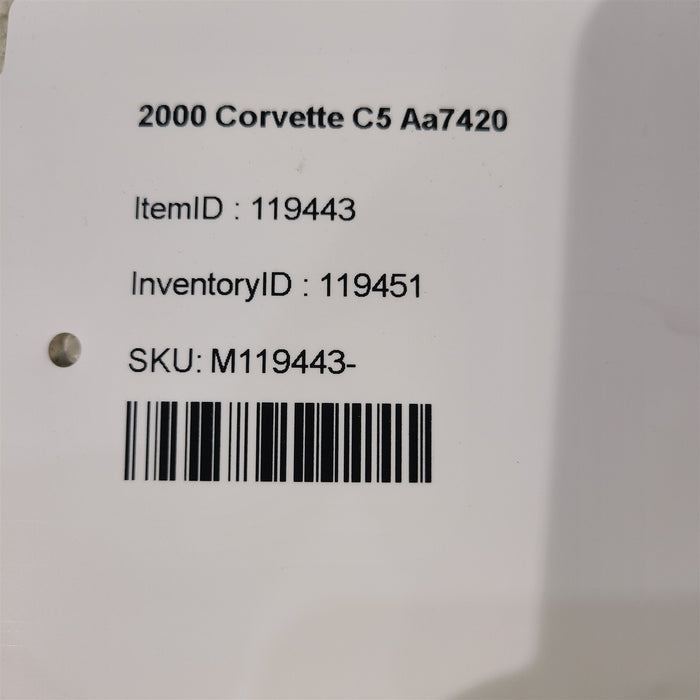 2000 Corvette C5 Aa7420
ItemID : 119443
InventoryID : 119451
SKU: M119443-